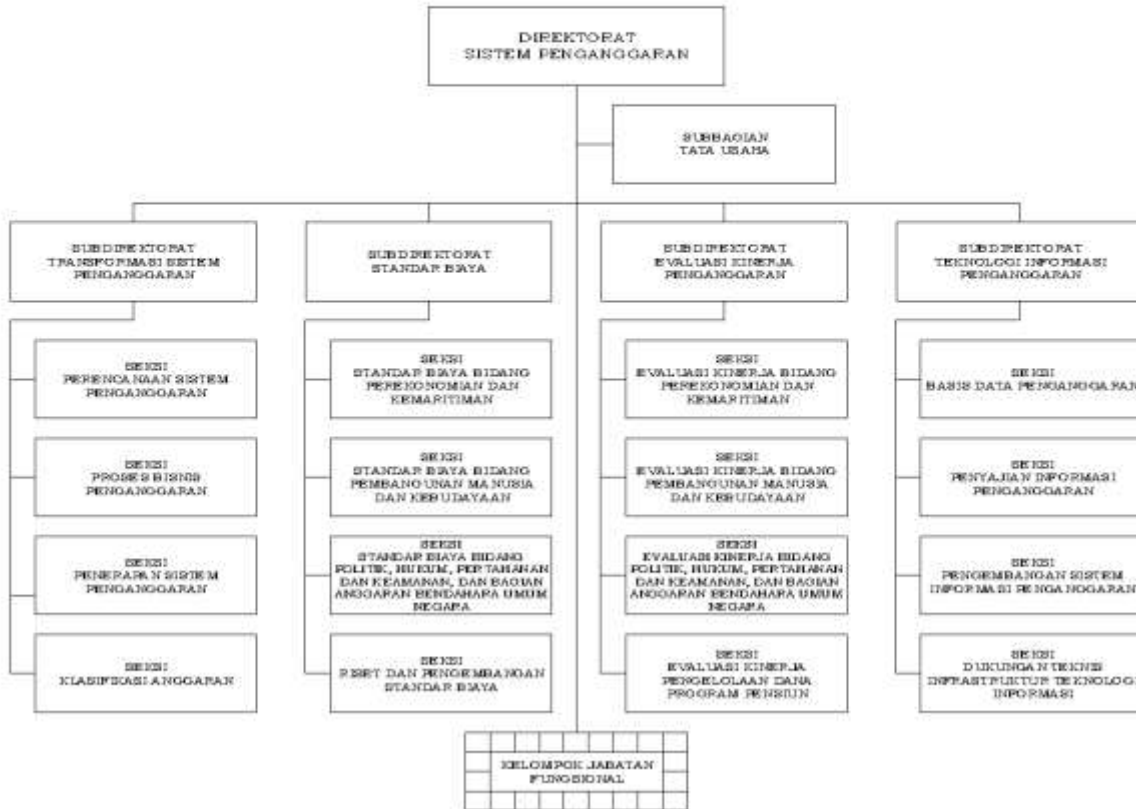 DIREKTORAT
SISTEM PENGANGGARAN
SUBBAGIAN
TATA USAHA
SUBDIREKTORAT
TRANSFORMASI SISTEM
PENGANGGARAN
SUBDIREKTORAT
STANDAR BIAYA
SUBDIREKTORAT
EVALUASI KINERJA
PENGANGGARAN
SUBDIREKTORAT
TEKNOLOGI INFORMASI
PENGANGGARAN
SEKSI
PERENCANAAN SISTEM
PENGANGGARAN
SEKSI
STANDAR BIAYA BIDANG
PEREKONOMIAN DAN
KEMARITIMAN
SEKSI
EVALUASI KINERJA BIDANG
PEREKONOMIAN DAN
KEMARITIMAN
SEKSI
BASIS DATA PENGANGGARAN
SEKSI
PROSES BISNIS
PENGANGGARAN
SEKSI
STANDAR BIAYA BIDANG
PEMBANGUNAN MANUSIA
DAN KEBUDAYAAN
SEKSI
EVALUASI KINERJA BIDANG
PEMBANGUNAN MANUSIA
DAN KEBUDAYAAN
SEKSI
PENYAJIAN INFORMASI
PENGANGGARAN
SEKSI
PENERAPAN SISTEM
PENGANGGARAN
SEKSI
STANDAR BIAYA BIDANG
POLITIK, HUKUM, PERTAHANAN
DAN KEAMANAN, DAN BAGIAN
ANGGARAN BENDAHARA UMUM
NEGARA
SEKSI
EVALUASI KINERJA BIDANG
POLITIK, HUKUM, PERTAHANAN
DAN KEAMANAN, DAN BAGIAN
ANGGARAN BENDAHARA UMUM
NEGARA
SEKSI
PENGEMBANGAN SISTEM
INFORMASI PENGANGGARAN
SEKSI
KLASIFIKASI ANGGARAN
SEKSI
RISET DAN PENGEMBANGAN
STANDAR BIAYA
SEKSI
EVALUASI KINERJA
PENGELOLAAN DANA
PROGRAM PENSIUN
SEKSI
DUKUNGAN TEKNIS
INFRASTRUKTUR TEKNOLOGI
INFORMASI
KELOMPOK JABATAN
FUNGSIONAL